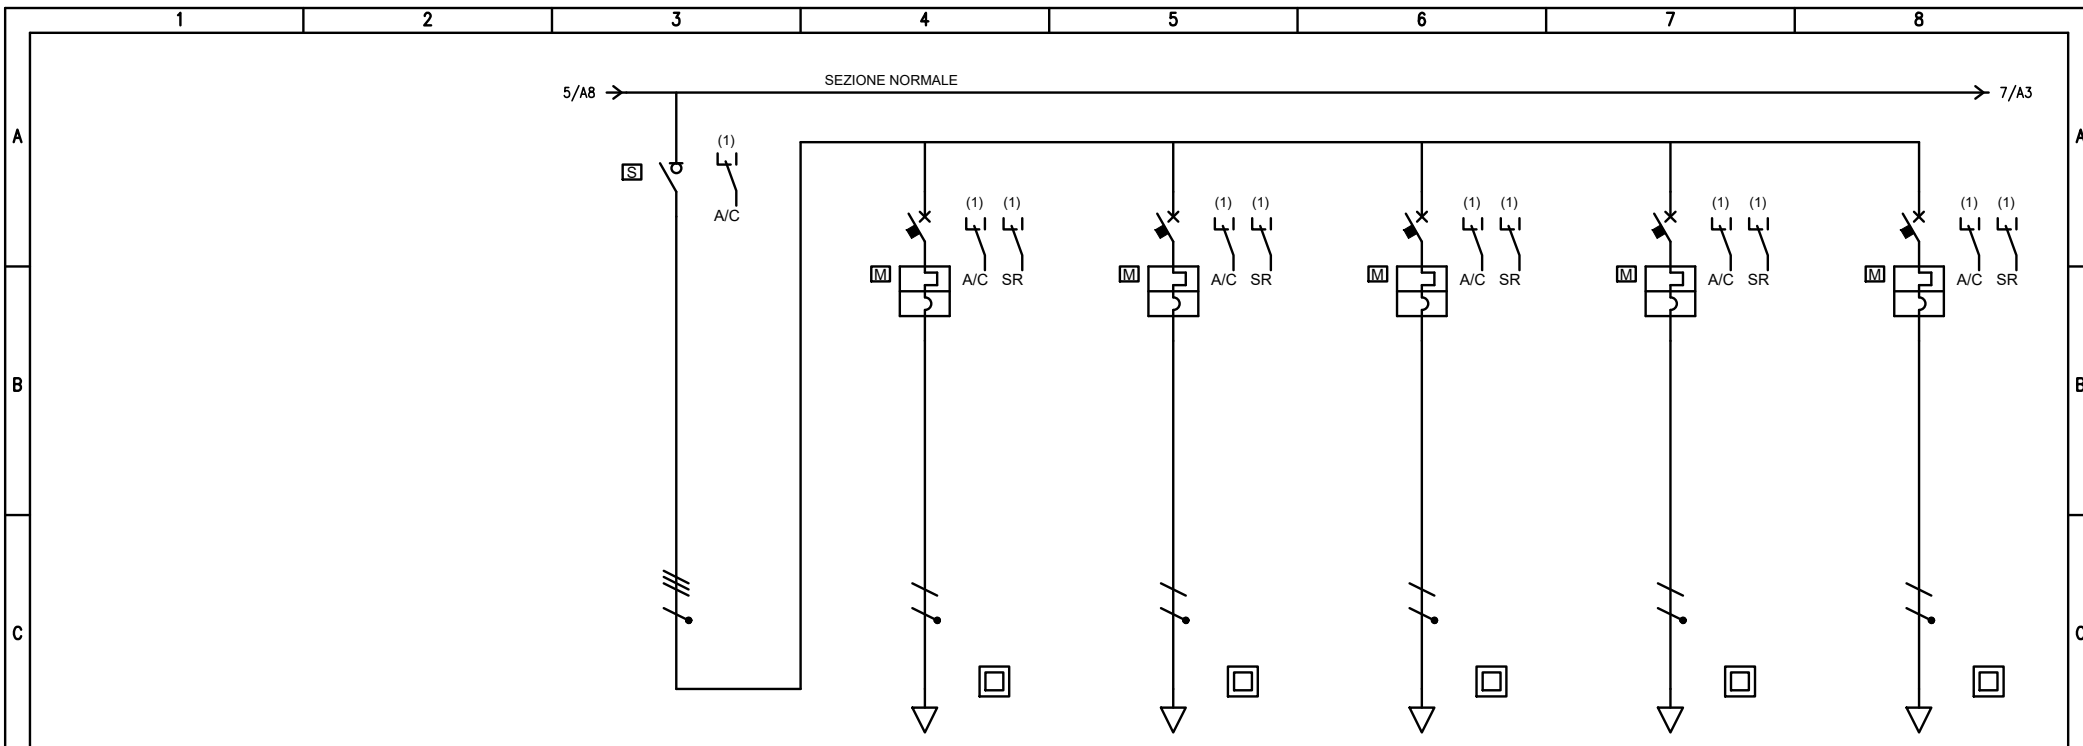 1 2 3 4 5 6 7 8
SEZIONE NORMALE
5/A8 7/A3
A A
(1)
S
A/C
(1) (1) (1) (1) (1) (1) (1) (1) (1) (1)
M A/C SR M A/C SR M A/C SR M A/C SR M A/C SR
B B
C C